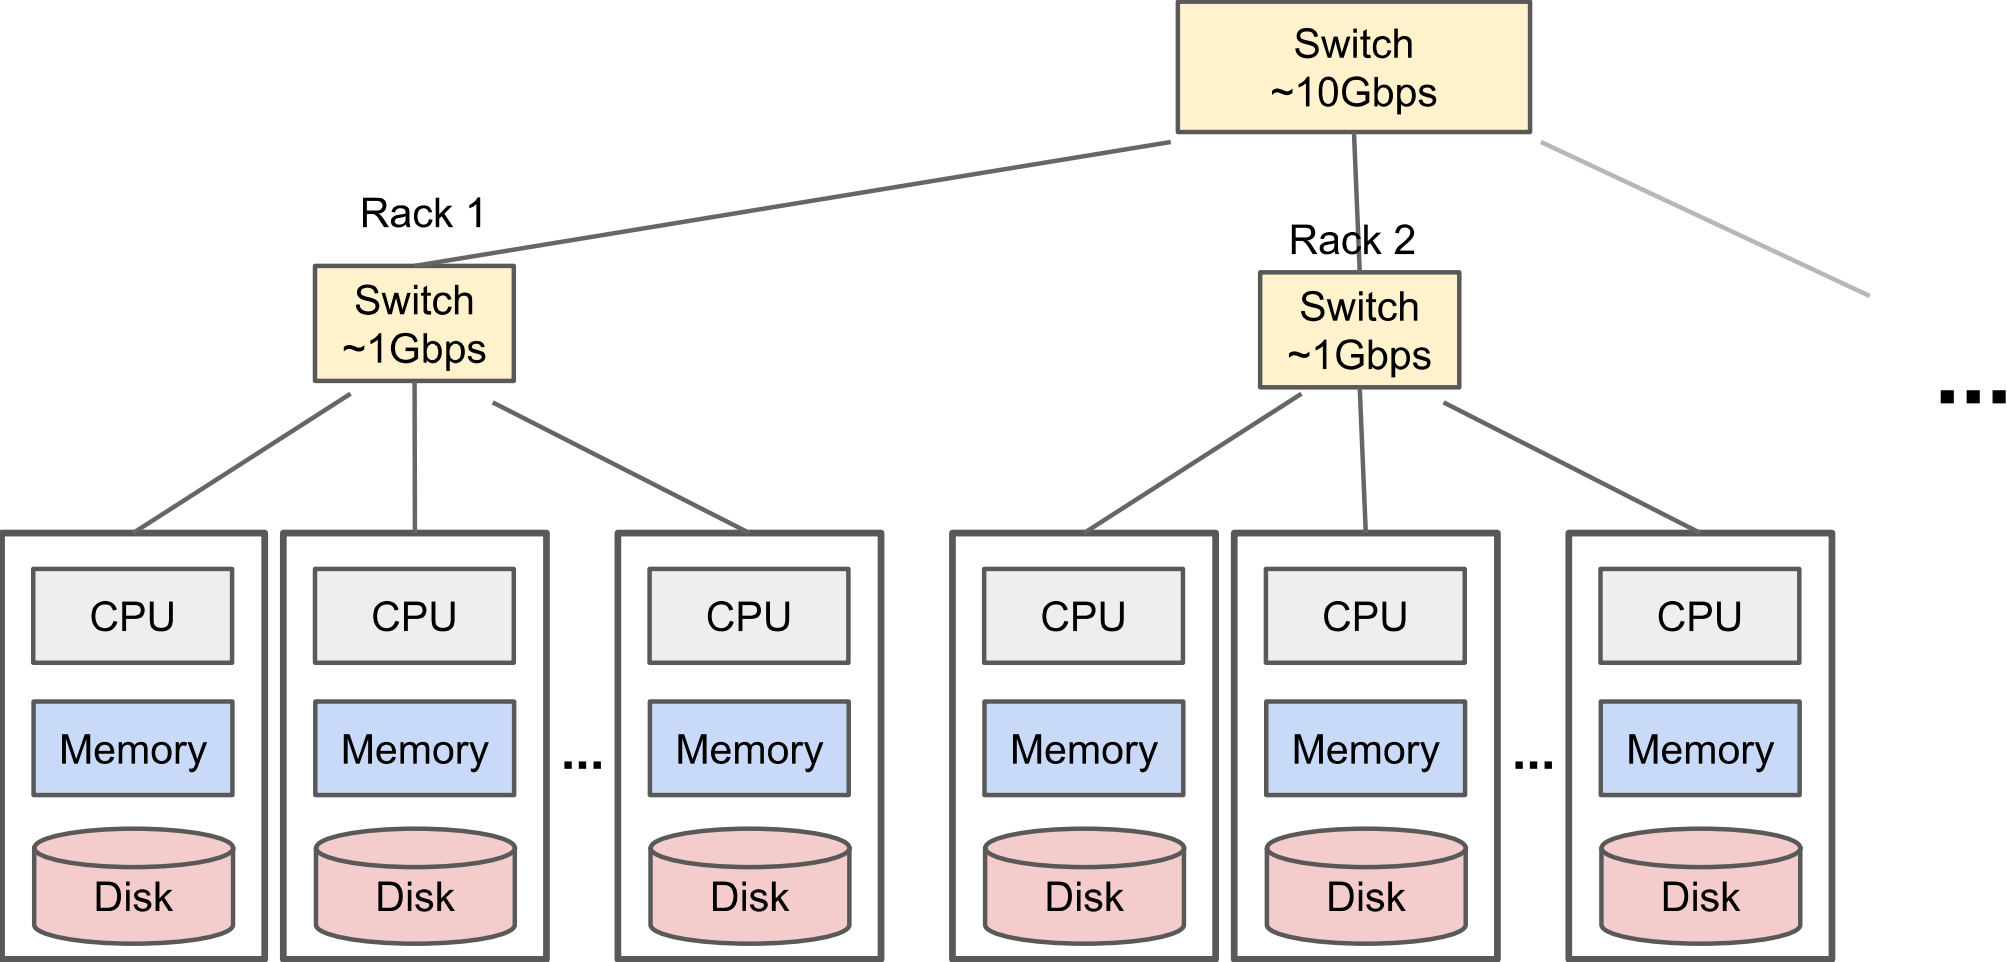 Switch
~10Gbps
Rack 1
Rack 2
Switch
~1Gbps
Switch
~1Gbps
...
CPU
CPU
CPU
CPU
CPU
CPU
Memory
Memory
...
Memory
Memory
Memory
...
Memory
Disk
Disk
Disk
Disk
Disk
Disk